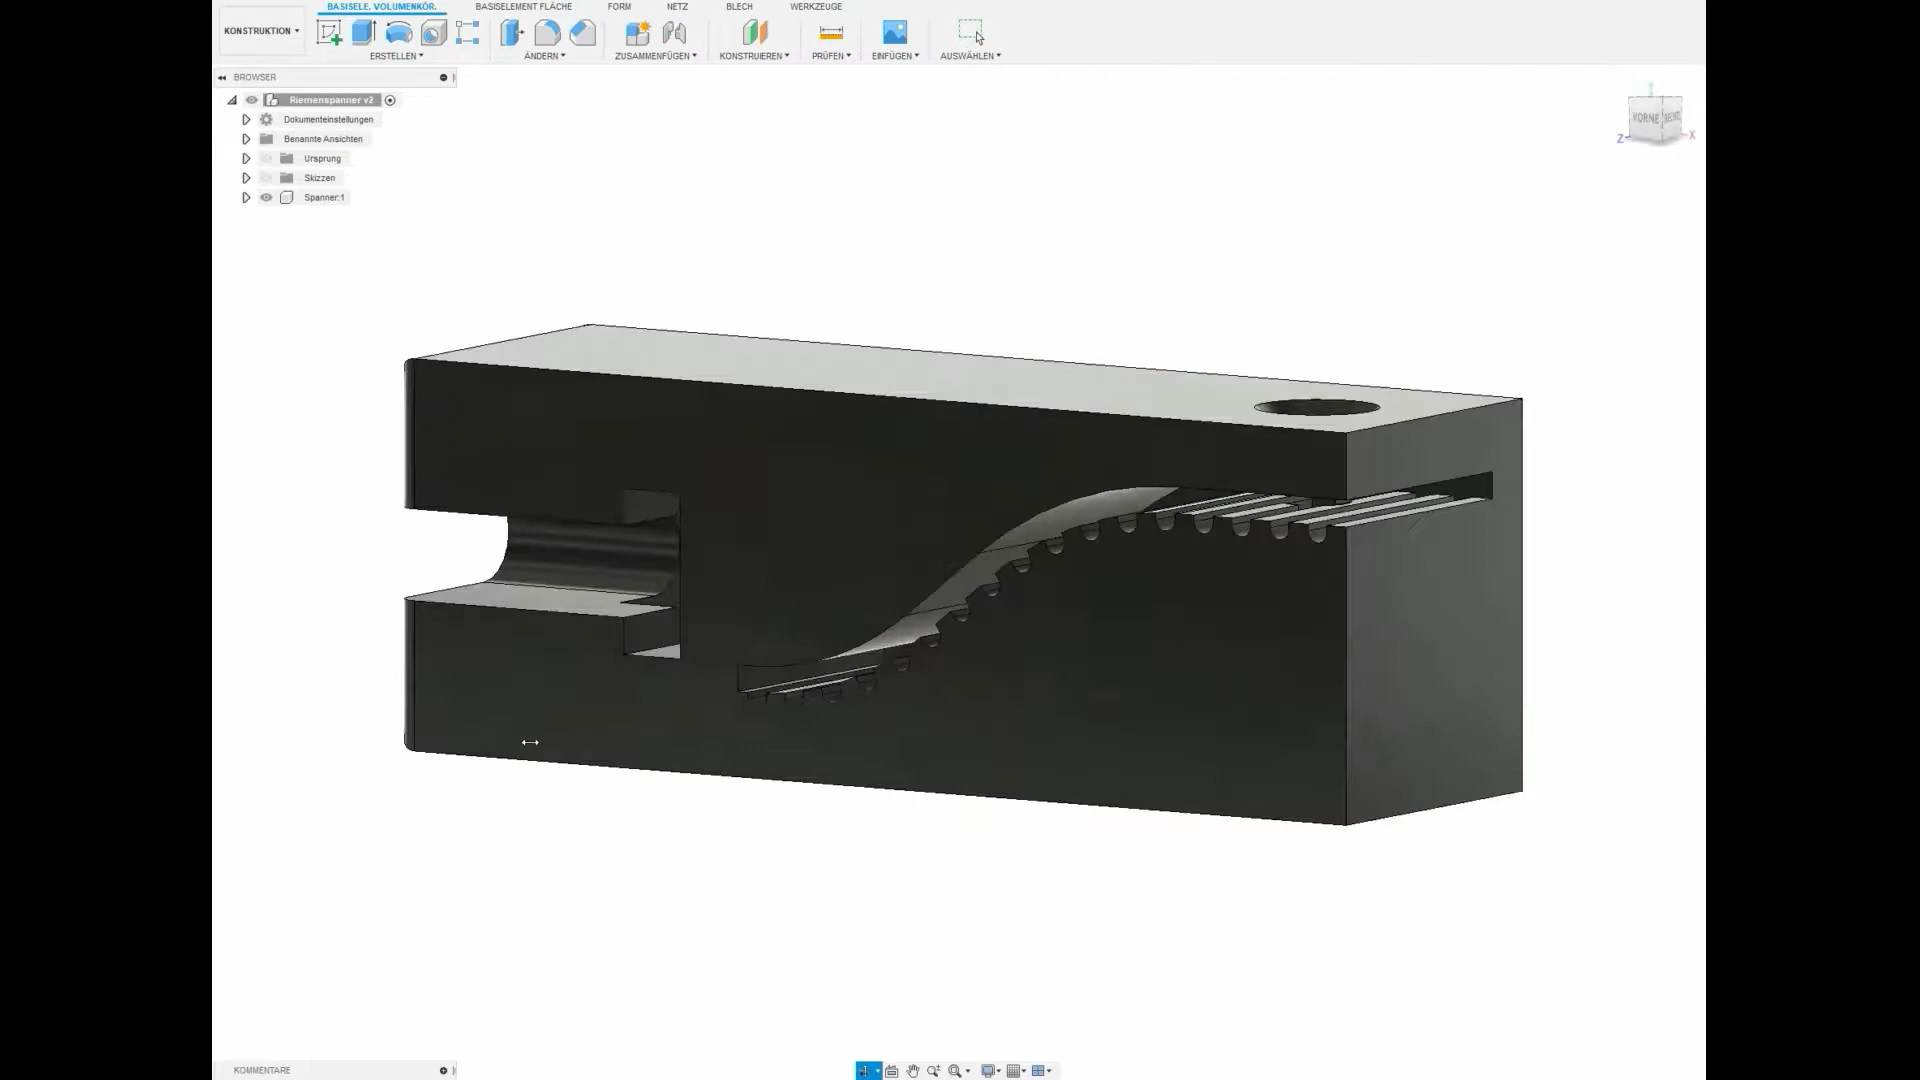 BASISELE. VOLUMENKÖR. BASISELEMENT FLÄCHE FORM NETZ BLECH WERKZEUGE
KONSTRUKTION
ERSTELLEN ÄNDERN ZUSAMMENFÜGEN KONSTRUIEREN PRÜFEN EINFÜGEN AUSWÄHLEN
BROWSER
Riemenspanner v2
Dokumenteinstellungen
Benannte Ansichten
Ursprung
Skizzen
Spanner:1
VORNE RECHTS
Z X
KOMMENTARE